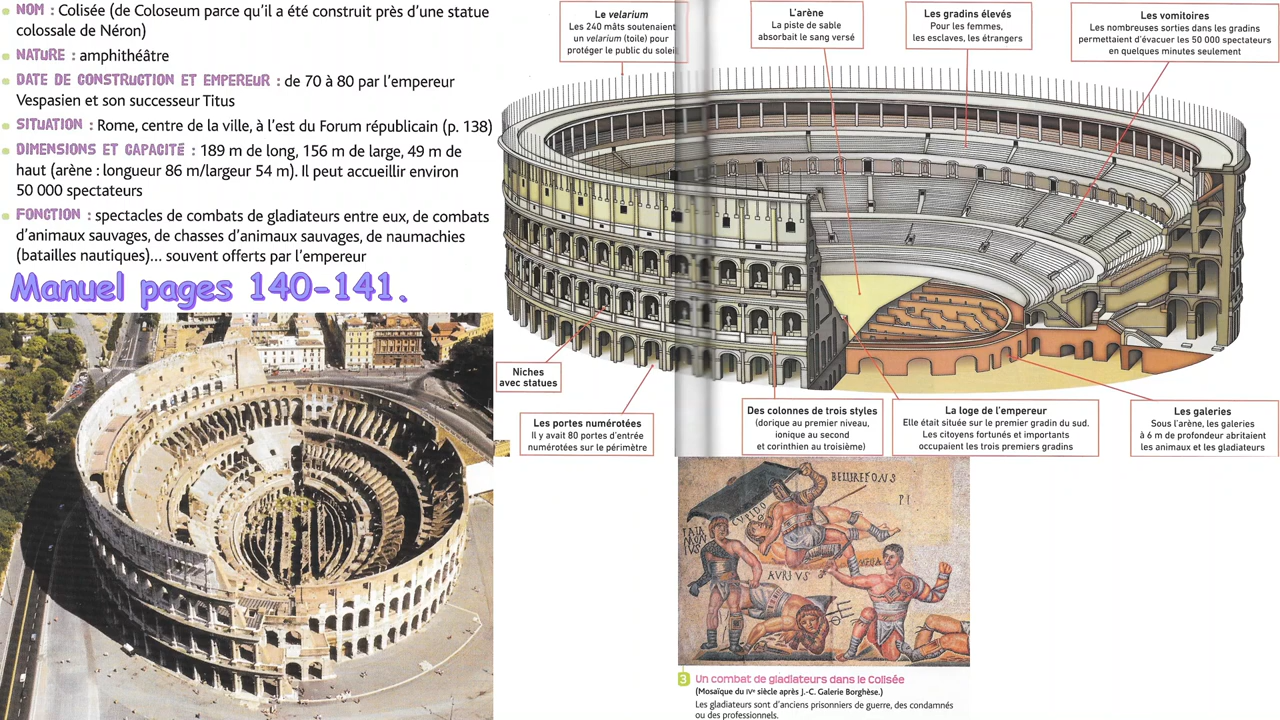 NOM : Colisée (de Coloseum parce qu'il a été construit près d'une statue
colossale de Néron)
NATURE : amphithéâtre
DATE DE CONSTRUCTION ET EMPEREUR : de 70 à 80 par l'empereur
Vespasien et son successeur Titus
SITUATION : Rome, centre de la ville, à l'est du Forum républicain (p. 138)
DIMENSIONS ET CAPACITÉ : 189 m de long, 156 m de large, 49 m de
haut (arène : longueur 86 m/largeur 54 m). Il peut accueillir environ
50 000 spectateurs
FONCTION : spectacles de combats de gladiateurs entre eux, de combats
d'animaux sauvages, de chasses d'animaux sauvages, de naumachies
(batailles nautiques)... souvent offerts par l'empereur
Manuel pages 140-141.
Le velarium
Les 240 mâts soutenaient
un velarium (toile) pour
protéger le public du soleil
L'arène
La piste de sable
absorbait le sang versé
Les gradins élevés
Pour les femmes,
les esclaves, les étrangers
Les vomitoires
Les nombreuses sorties dans les gradins
permettaient d'évacuer les 50 000 spectateurs
en quelques minutes seulement
Niches
avec statues
Les portes numérotées
Il y avait 80 portes d'entrée
numérotées sur le périmètre
Des colonnes de trois styles
(dorique au premier niveau,
ionique au second
et corinthien au troisième)
La loge de l'empereur
Elle était située sur le premier gradin du sud.
Les citoyens fortunés et importants
occupaient les trois premiers gradins
Les galeries
Sous l'arène, les galeries
à 6 m de profondeur abritaient
les animaux et les gladiateurs
BELLEREFONS
CUPIDO
AURIUS
3 Un combat de gladiateurs dans le Colisée
(Mosaïque du IVe siècle après J.-C. Galerie Borghèse.)
Les gladiateurs sont d'anciens prisonniers de guerre, des condamnés
ou des professionnels.